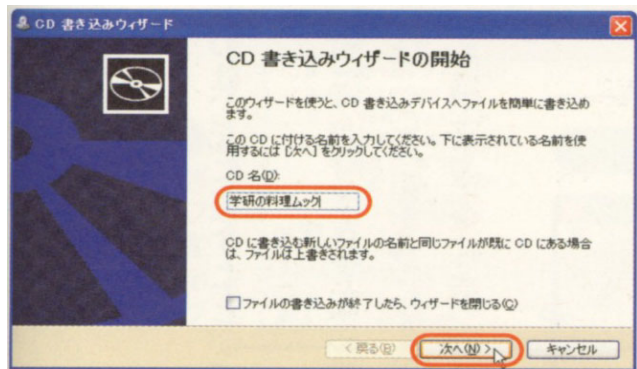 CD 書き込みウィザード
CD 書き込みウィザードの開始
このウィザードを使うと、CD 書き込みデバイスへファイルを簡単に書き込め
ます。
この CD に付ける名前を入力してください。下に表示されている名前を使
用するには [次へ] をクリックしてください。
CD 名(D):
学研の料理ムック
CD に書き込む新しいファイルの名前と同じファイルが既に CD にある場合
は、ファイルは上書きされます。
ファイルの書き込みが終了したら、ウィザードを閉じる(C)
< 戻る(B)
次へ(N) >
キャンセル